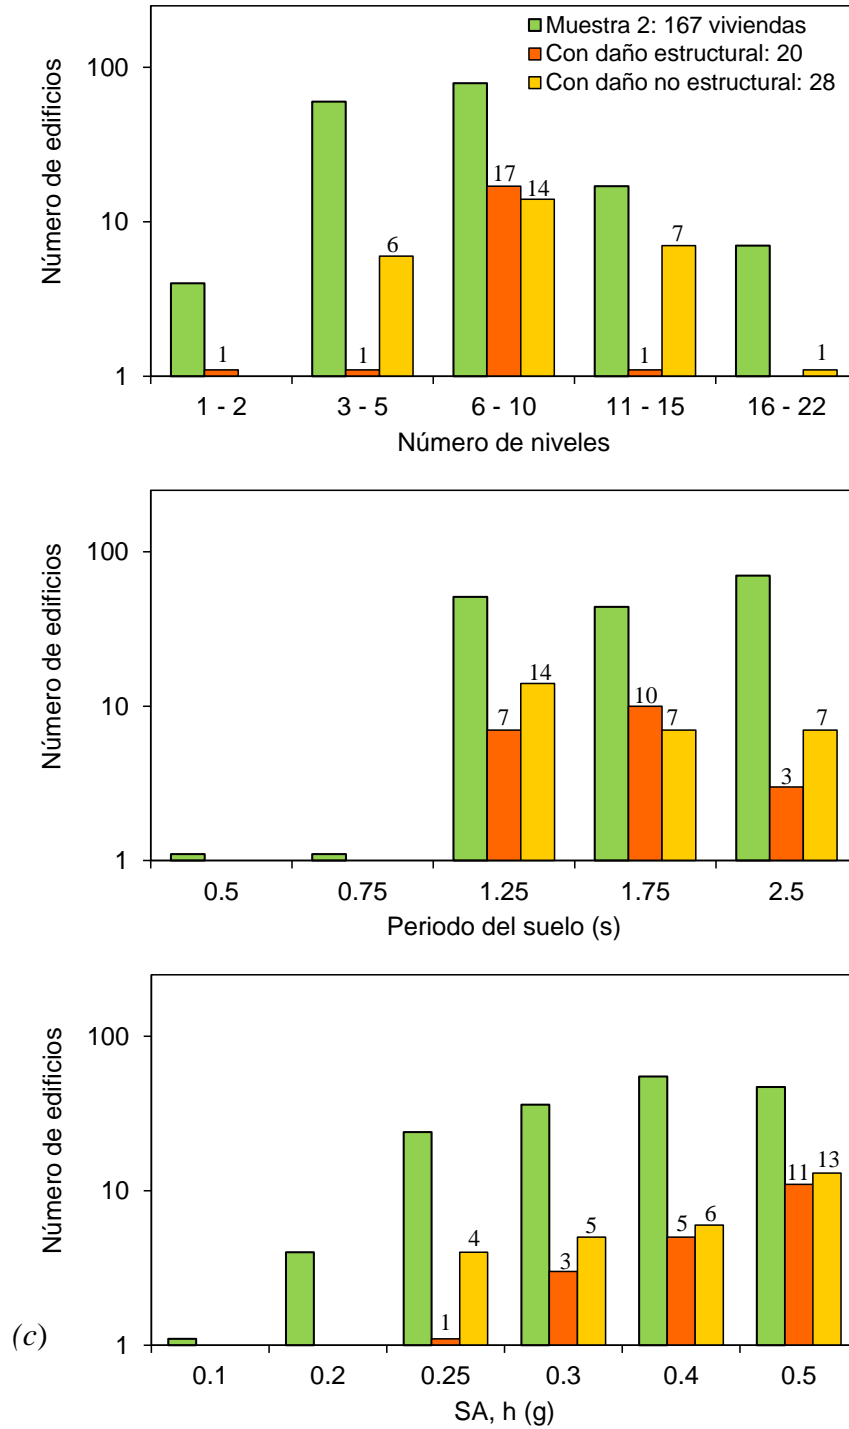 Muestra 2: 167 viviendas
Con daño estructural: 20
Con daño no estructural: 28
Número de edificios
100
10
1
1
1
6
17
14
1
7
1
1 - 2 3 - 5 6 - 10 11 - 15 16 - 22
Número de niveles
Número de edificios
100
10
1
7
14
10
7
3
7
0.5 0.75 1.25 1.75 2.5
Periodo del suelo (s)
Número de edificios
100
10
1
1
4
3
5
5
6
11
13
0.1 0.2 0.25 0.3 0.4 0.5
SA, h (g)
(c)